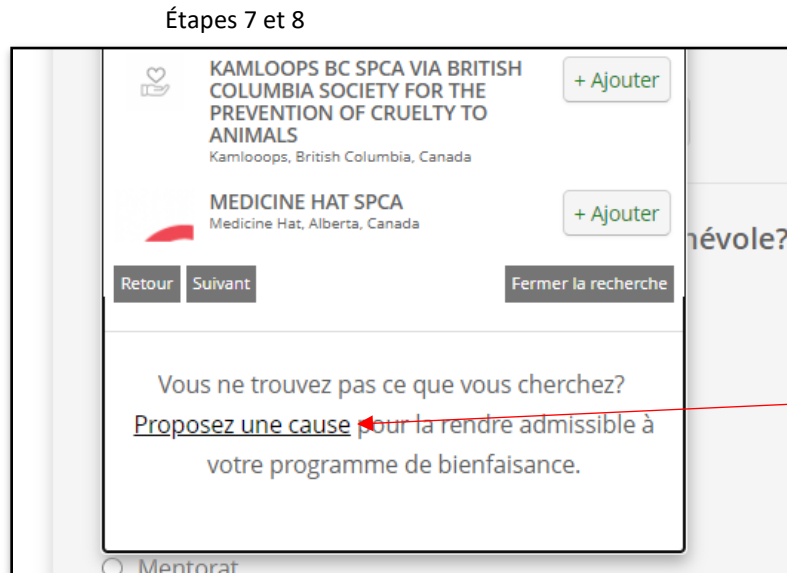 Étapes 7 et 8
KAMLOOPS BC SPCA VIA BRITISH
COLUMBIA SOCIETY FOR THE
PREVENTION OF CRUELTY TO
ANIMALS
Kamlooops, British Columbia, Canada
+ Ajouter
MEDICINE HAT SPCA
Medicine Hat, Alberta, Canada
+ Ajouter
névole?
Retour Suivant Fermer la recherche
Vous ne trouvez pas ce que vous cherchez?
Proposez une cause pour la rendre admissible à
votre programme de bienfaisance.
Mentorat